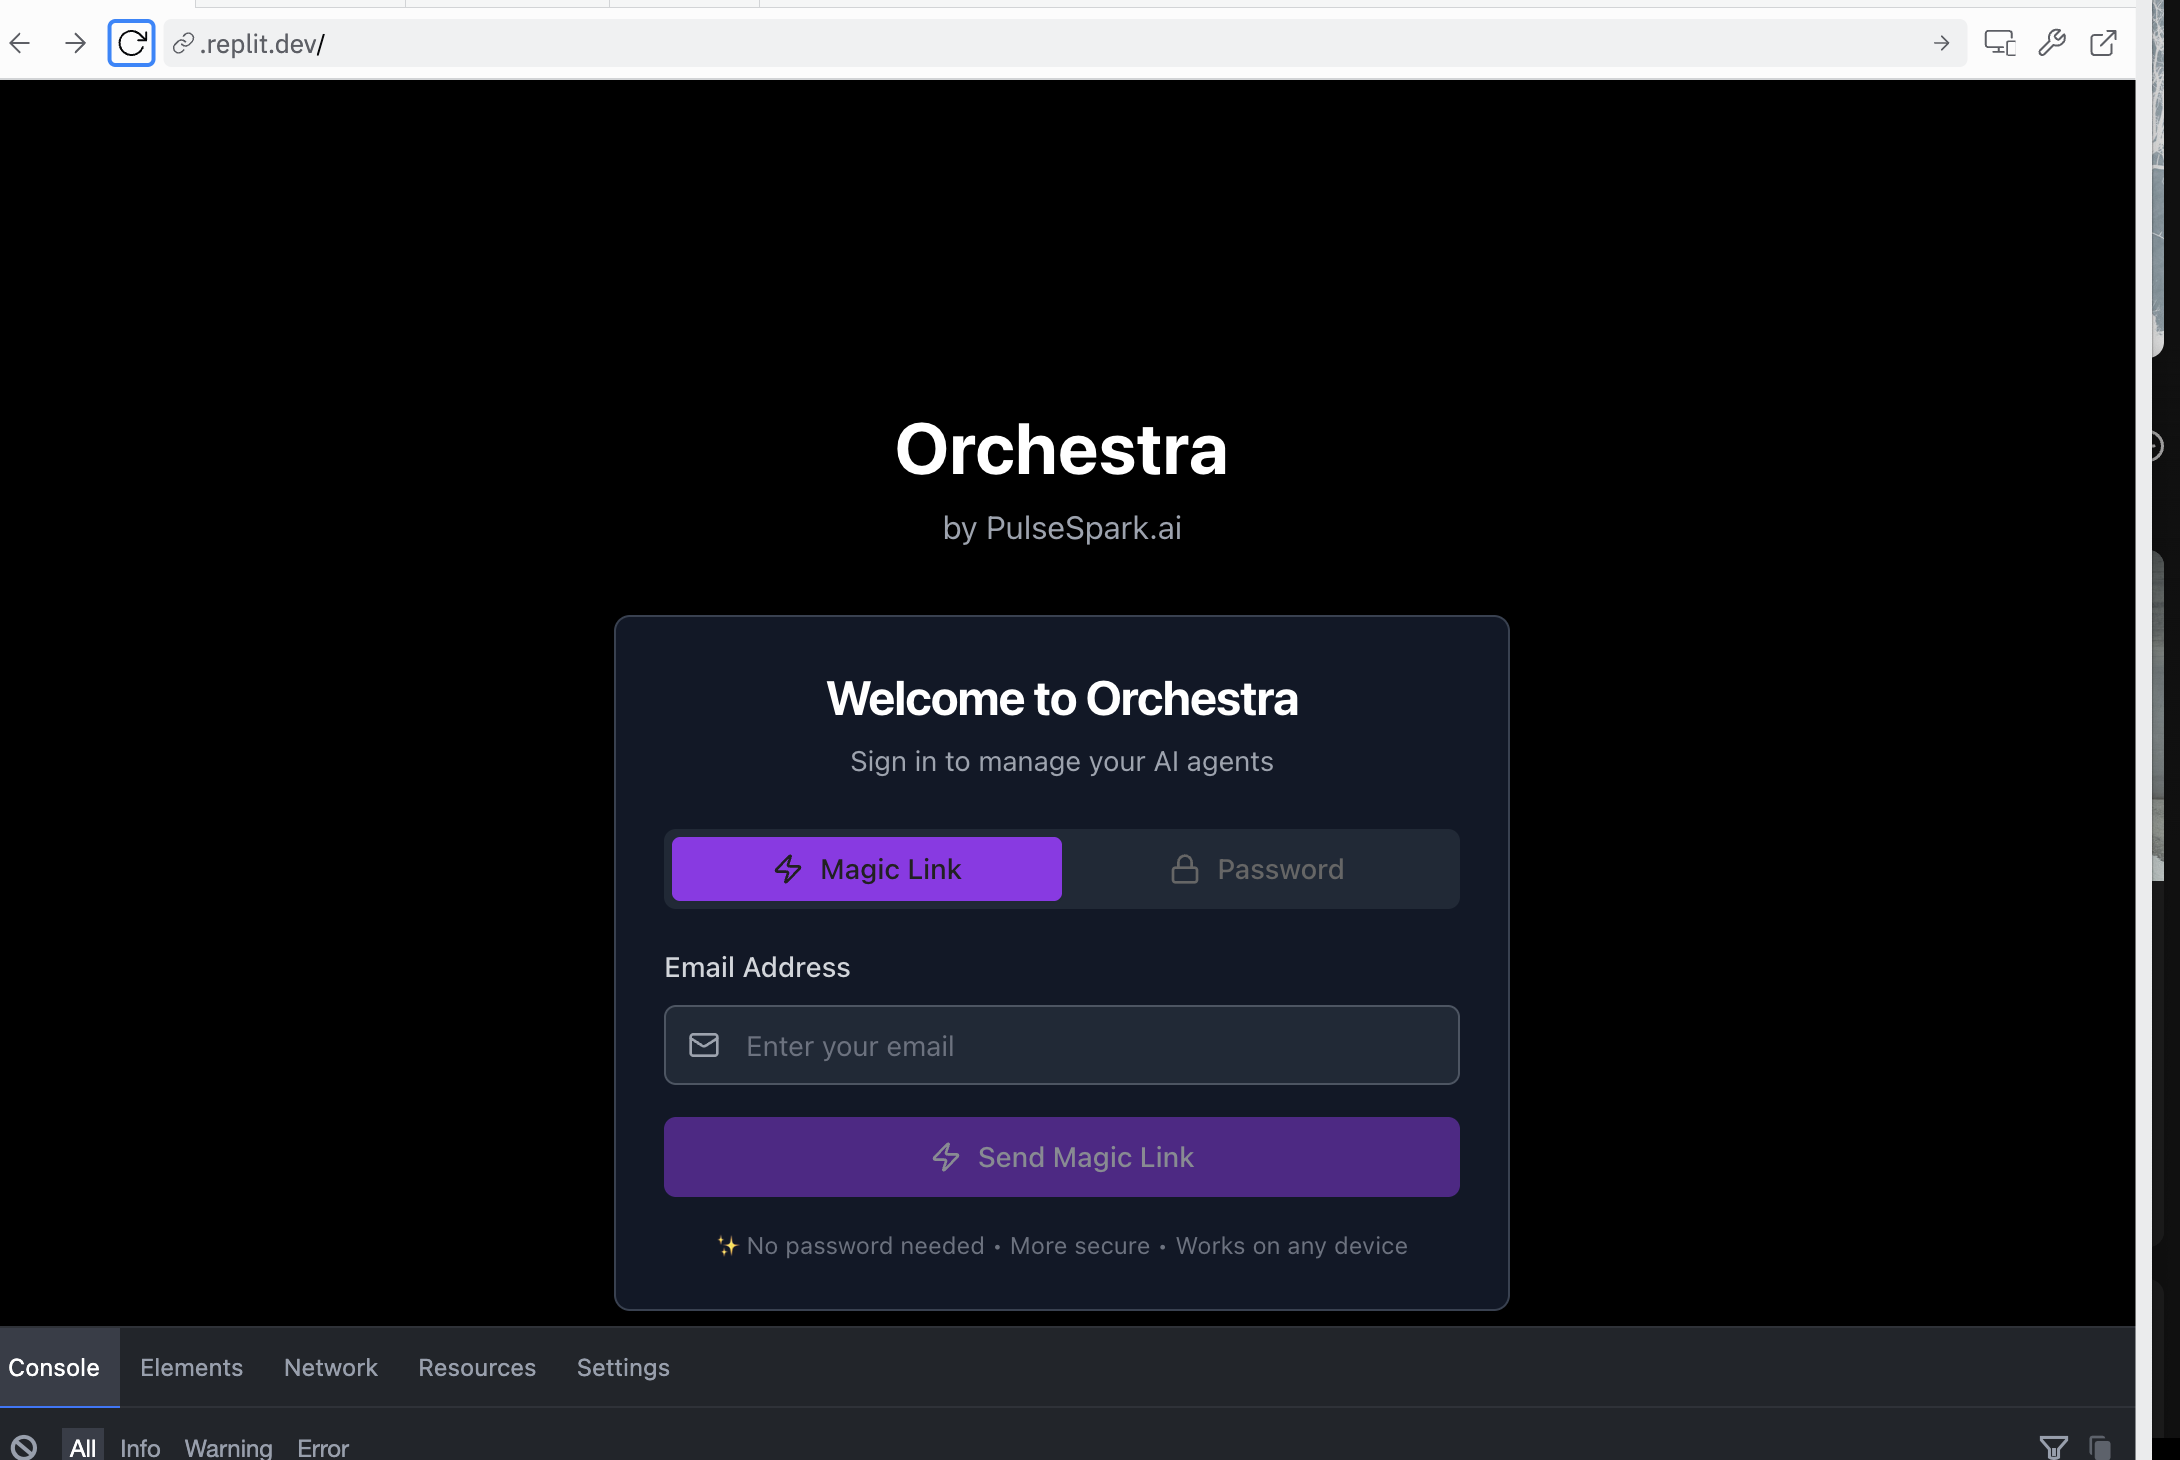 .replit.dev/
Orchestra
by PulseSpark.ai
Welcome to Orchestra
Sign in to manage your AI agents
Magic Link
Password
Email Address
Enter your email
Send Magic Link
✨ No password needed • More secure • Works on any device
Console Elements Network Resources Settings
All Info Warning Error